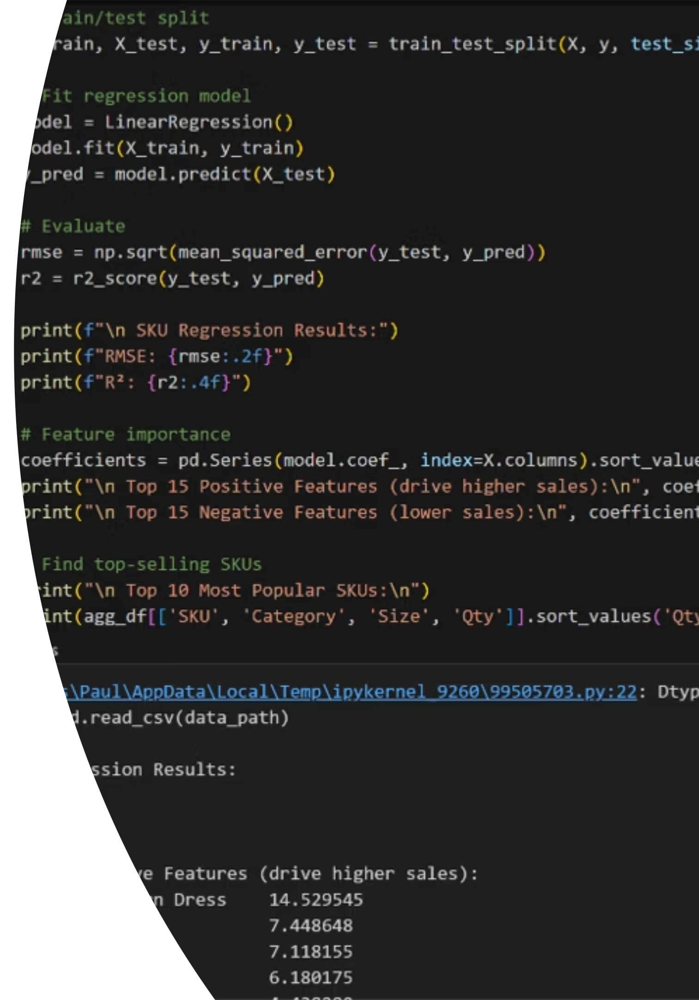 ain/test split
rain, X_test, y_train, y_test = train_test_split(X, y, test_si
Fit regression model
odel = LinearRegression()
odel.fit(X_train, y_train)
y_pred = model.predict(X_test)
# Evaluate
rmse = np.sqrt(mean_squared_error(y_test, y_pred))
r2 = r2_score(y_test, y_pred)
print(f"\n SKU Regression Results:")
print(f"RMSE: {rmse:.2f}")
print(f"R²: {r2:.4f}")
# Feature importance
coefficients = pd.Series(model.coef_, index=X.columns).sort_value
print("\n Top 15 Positive Features (drive higher sales):\n", coef
print("\n Top 15 Negative Features (lower sales):\n", coefficient
Find top-selling SKUs
rint("\n Top 10 Most Popular SKUs:\n")
int(agg_df[['SKU', 'Category', 'Size', 'Qty']].sort_values('Qty
s
s\Paul\AppData\Local\Temp\ipykernel_9260\99505703.py:22: Dtyp
d.read_csv(data_path)
ssion Results:
ve Features (drive higher sales):
n Dress    14.529545
7.448648
7.118155
6.180175